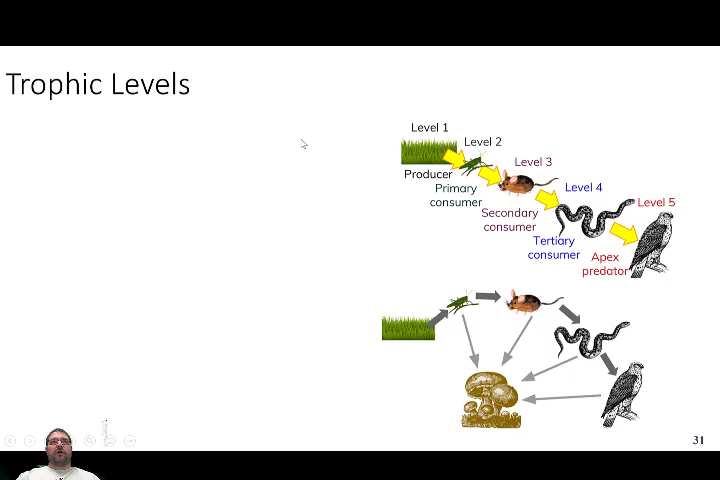 Trophic Levels
Level 1
Level 2
Level 3
Level 4
Level 5
Producer
Primary
consumer
Secondary
consumer
Tertiary
consumer
Apex
predator
31